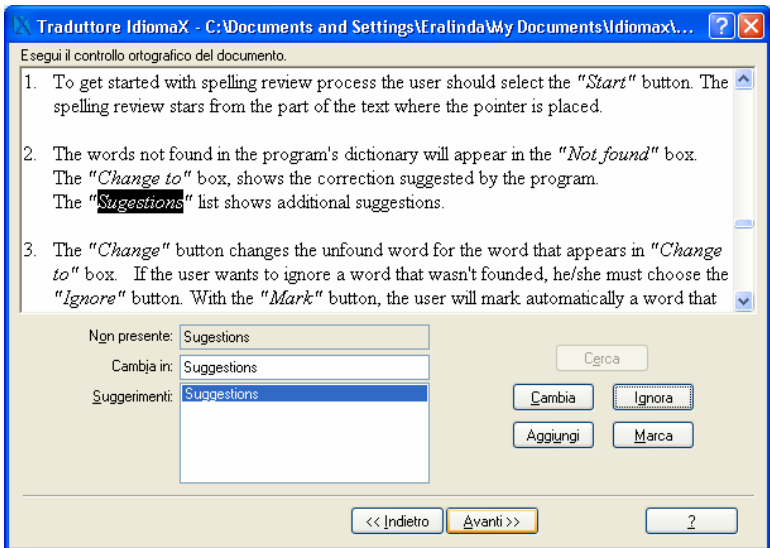 Traduttore IdiomaX - C:\Documents and Settings\Eralinda\My Documents\Idiomax\...
Esegui il controllo ortografico del documento.
1. To get started with spelling review process the user should select the "Start" button. The
spelling review stars from the part of the text where the pointer is placed.
2. The words not found in the program's dictionary will appear in the "Not found" box.
The "Change to" box, shows the correction suggested by the program.
The "Sugestions" list shows additional suggestions.
3. The "Change" button changes the unfound word for the word that appears in "Change
to" box. If the user wants to ignore a word that wasn't founded, he/she must choose the
"Ignore" button. With the "Mark" button, the user will mark automatically a word that
Non presente: Sugestions
Cambia in: Suggestions
Suggerimenti: Suggestions
Cerca
Cambia Ignora
Aggiungi Marca
<< Indietro Avanti >> ?